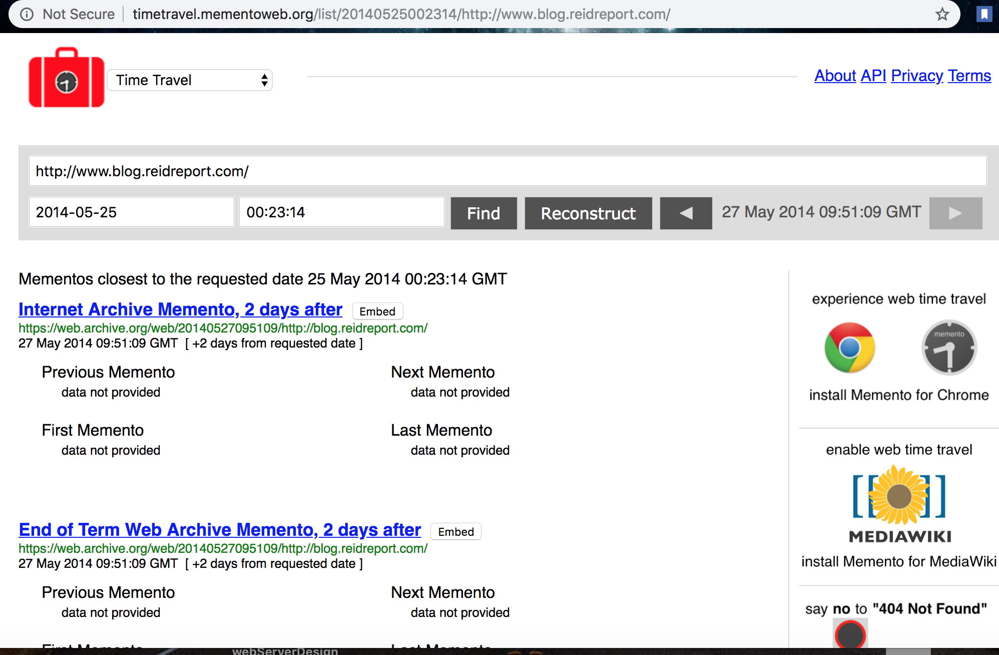 Not Secure timetravel.mementoweb.org/list/20140525002314/http://www.blog.reidreport.com/
Time Travel
About API Privacy Terms
http://www.blog.reidreport.com/
2014-05-25 00:23:14 Find Reconstruct 27 May 2014 09:51:09 GMT
Mementos closest to the requested date 25 May 2014 00:23:14 GMT
Internet Archive Memento, 2 days after Embed
https://web.archive.org/web/20140527095109/http://blog.reidreport.com/
27 May 2014 09:51:09 GMT [ +2 days from requested date ]
Previous Memento Next Memento
data not provided data not provided
First Memento Last Memento
data not provided data not provided
End of Term Web Archive Memento, 2 days after Embed
https://web.archive.org/web/20140527095109/http://blog.reidreport.com/
27 May 2014 09:51:09 GMT [ +2 days from requested date ]
Previous Memento Next Memento
data not provided data not provided
First Memento Last Memento
experience web time travel
memento
install Memento for Chrome
enable web time travel
[[ ]]
MEDIAWIKI
install Memento for MediaWiki
say no to "404 Not Found"
webServerDesign